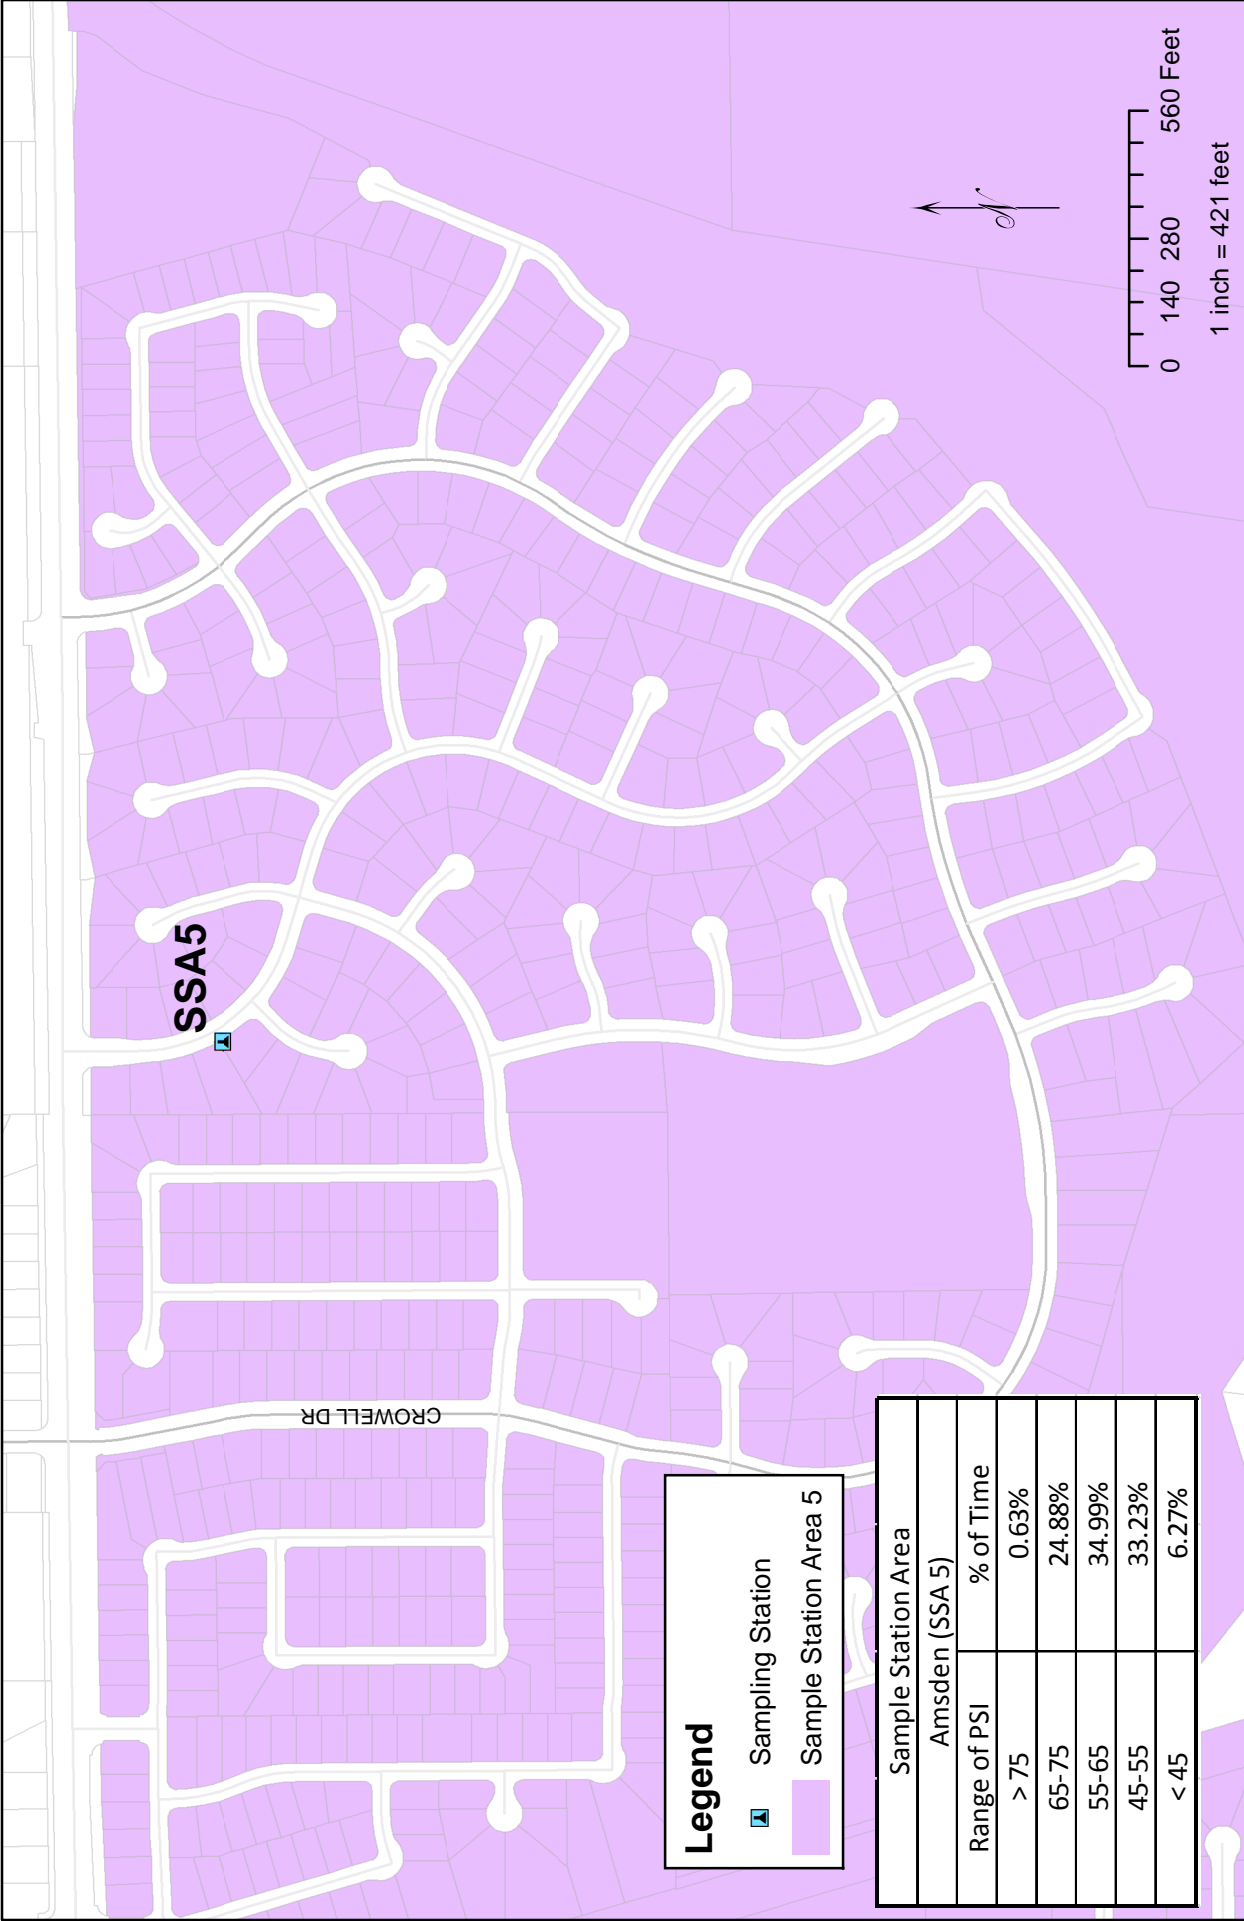 SSA5
CROWELL DR
Legend
Sampling Station
Sample Station Area 5
Sample Station Area
Amsden (SSA 5)
Range of PSI % of Time
> 75 0.63%
65-75 24.88%
55-65 34.99%
45-55 33.23%
< 45 6.27%
N
0 140 280 560 Feet
1 inch = 421 feet